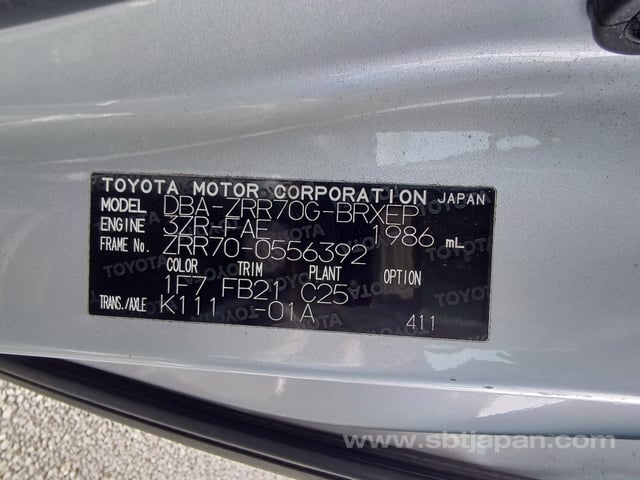 TOYOTA MOTOR CORPORATION JAPAN
MODEL DBA-ZRR70G-BRXEP
ENGINE 3ZR-FAE 1986 mL
FRAME No. ZRR70-0556392
COLOR TRIM PLANT OPTION
1F7 FB21 C25
TRANS./AXLE K111 -01A 411
www.sbtjapan.com